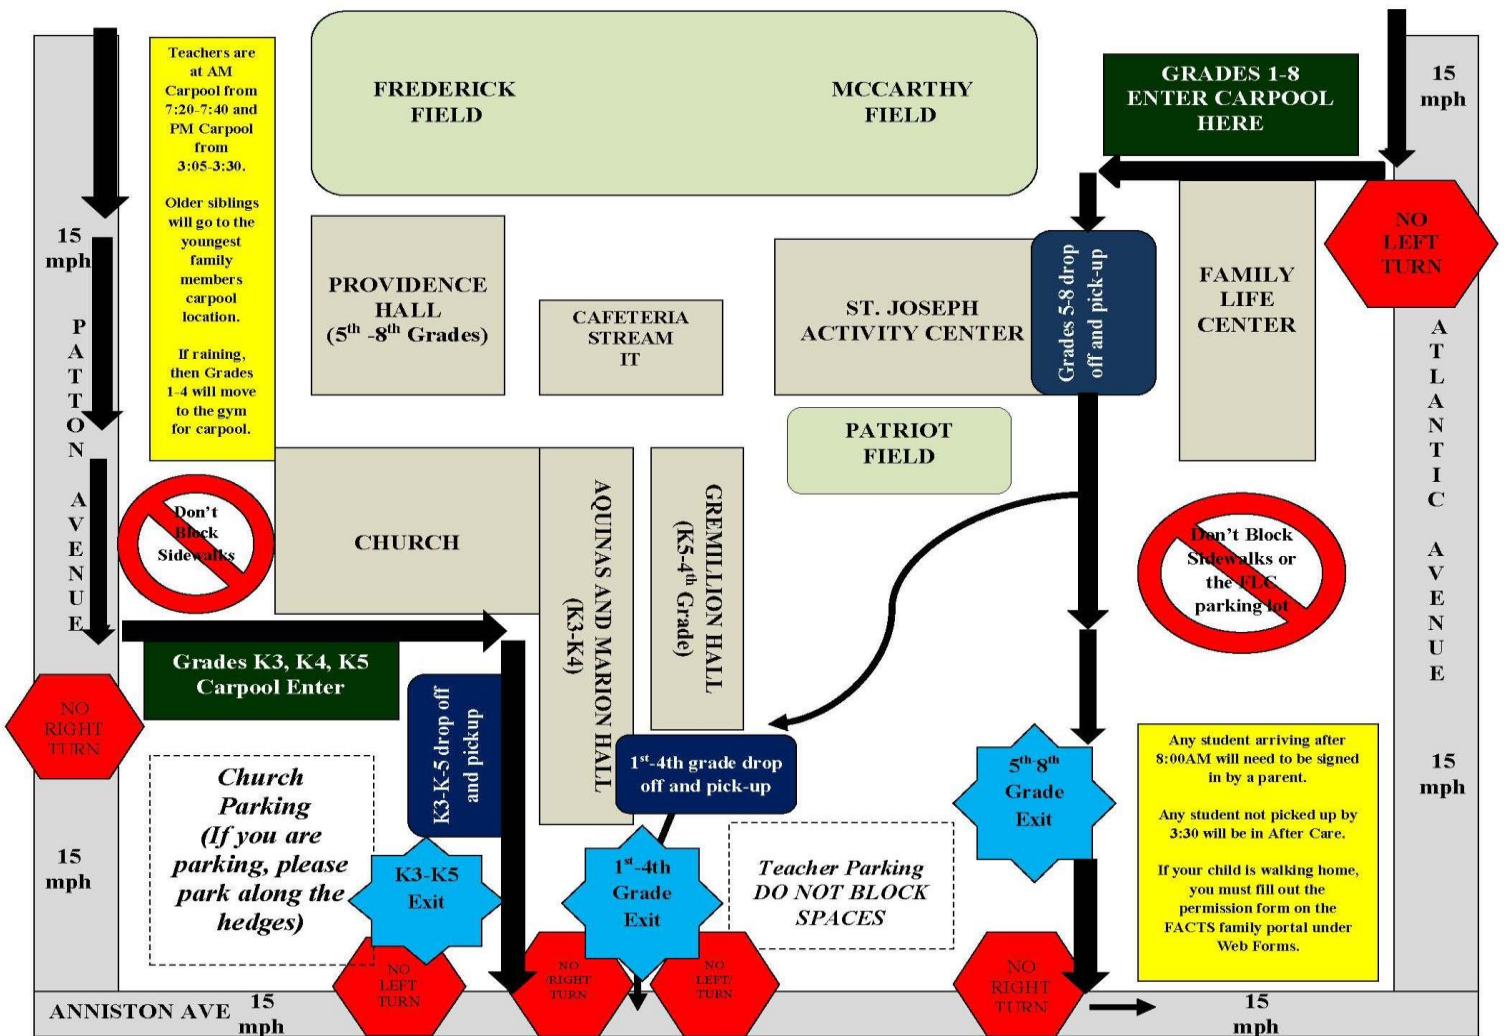 Teachers are
at AM
Carpool from
7:20-7:40 and
PM Carpool
from
3:05-3:30.
Older siblings
will go to the
youngest
family
members
carpool
location.
If raining,
then Grades
1-4 will move
to the gym
for carpool.
FREDERICK
FIELD
MCCARTHY
FIELD
GRADES 1-8
ENTER CARPOOL
HERE
15
mph
NO
LEFT
TURN
15
mph
PATTON AVENUE
PROVIDENCE
HALL
(5th -8th Grades)
CAFETERIA
STREAM
IT
ST. JOSEPH
ACTIVITY CENTER
Grades 5-8 drop
off and pick-up
FAMILY
LIFE
CENTER
ATLANTIC AVENUE
PATRIOT
FIELD
Don't
Block
Sidewalks
CHURCH
AQUINAS AND MARION HALL
(K3-K4)
GREMILLION HALL
(K5-4th Grade)
Don't Block
Sidewalks or
the FLC
parking lot
Grades K3, K4, K5
Carpool Enter
NO
RIGHT
TURN
K3-K-5 drop off
and pickup
1st-4th grade drop
off and pick-up
5th-8th
Grade
Exit
Any student arriving after
8:00AM will need to be signed
in by a parent.
Any student not picked up by
3:30 will be in After Care.
If your child is walking home,
you must fill out the
permission form on the
FACTS family portal under
Web Forms.
15
mph
Church
Parking
(If you are
parking, please
park along the
hedges)
15
mph
K3-K5
Exit
1st-4th
Grade
Exit
Teacher Parking
DO NOT BLOCK
SPACES
NO
LEFT
TURN
NO
/RIGHT
TURN
NO
LEFT/
TURN
NO
RIGHT
TURN
ANNISTON AVE
15
mph
15
mph